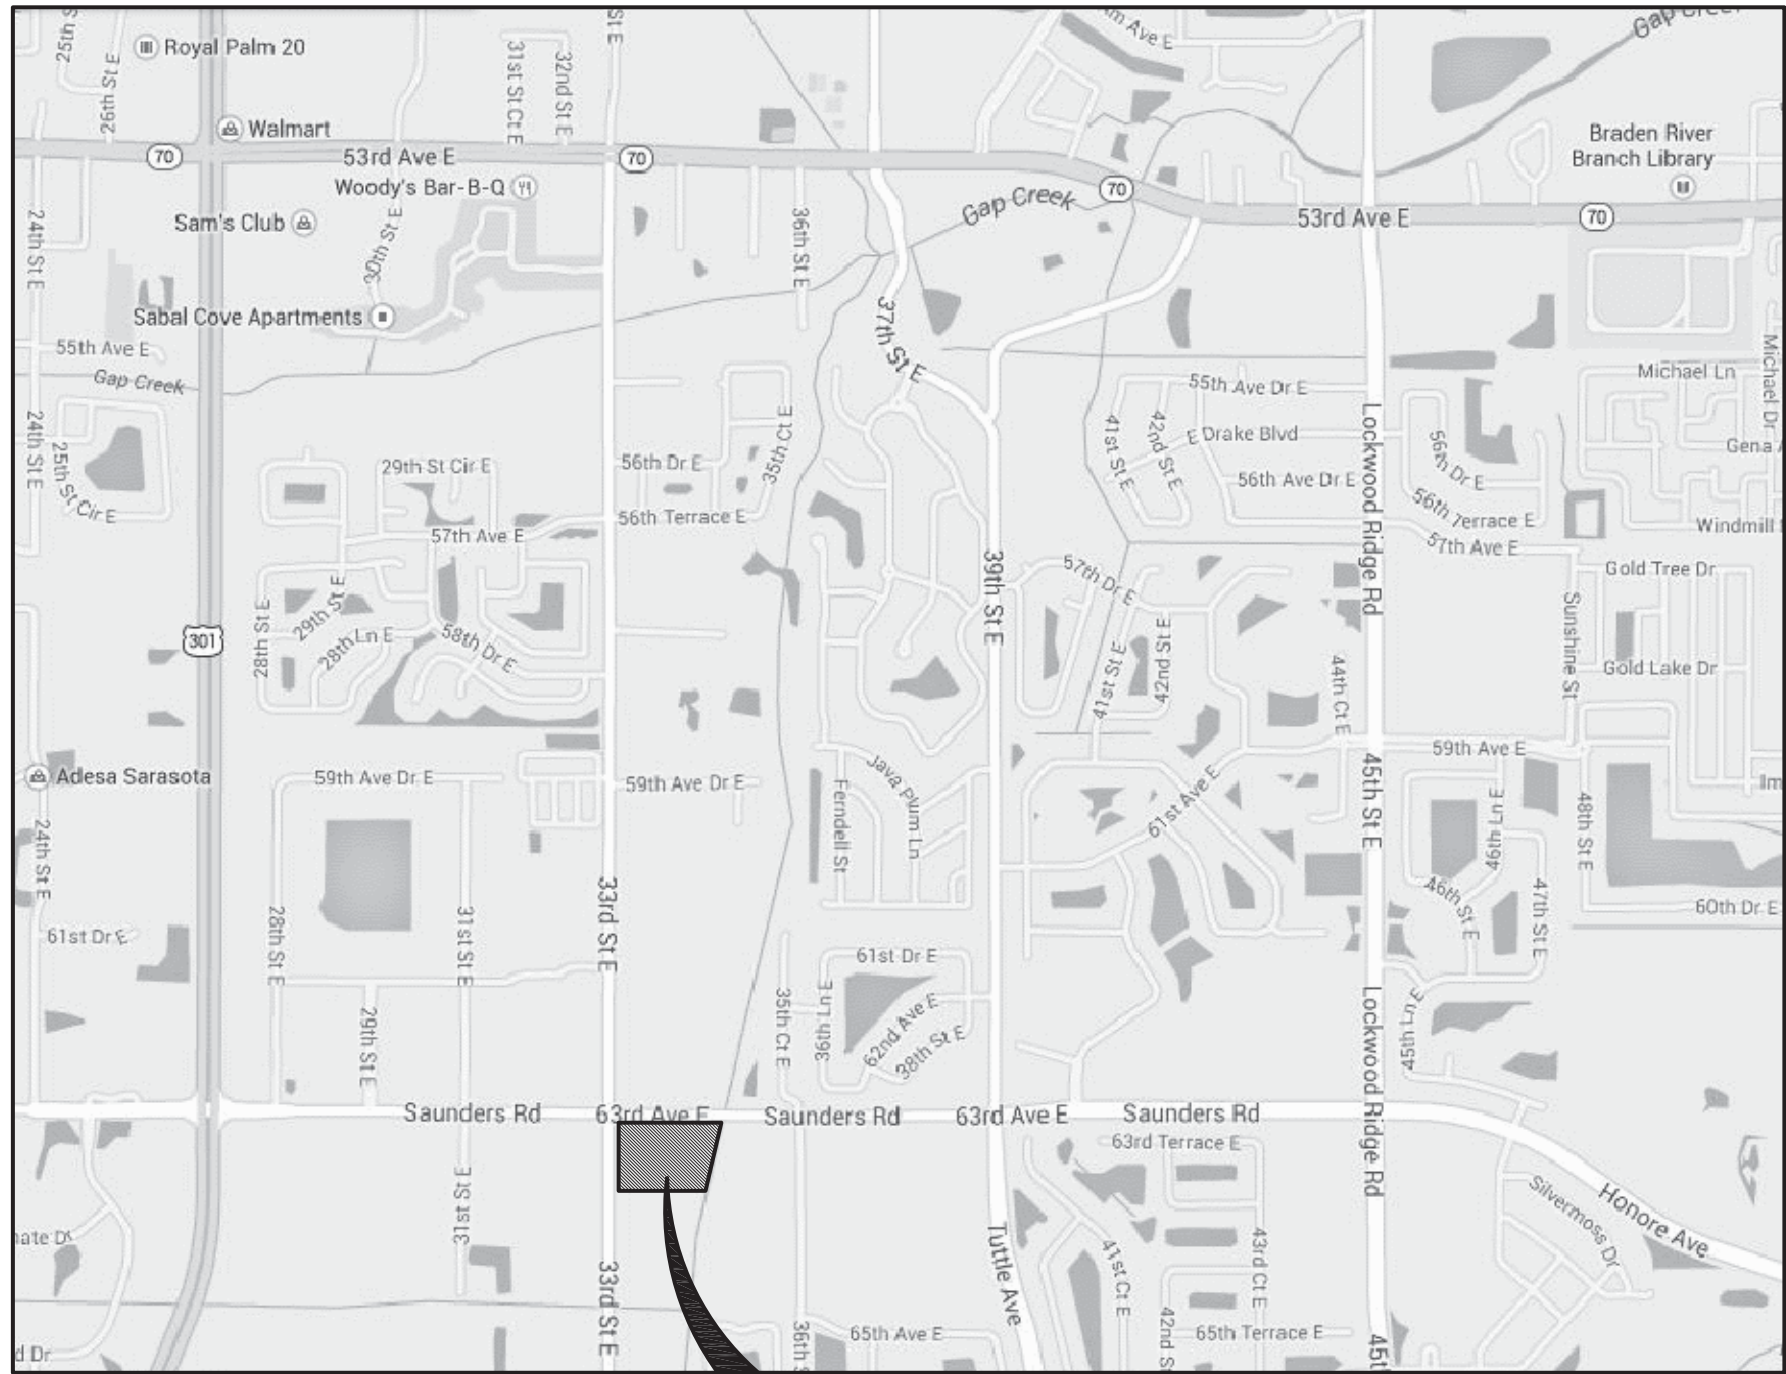 25th S
Royal Palm 20
26th St E
31st St Ct E
32nd St E
St E
m Ave E
Gap Creek
Walmart
70
53rd Ave E
70
Woody's Bar-B-Q
Braden River
Branch Library
70
Gap Creek
53rd Ave E
70
Sam's Club
24th St E
30th St E
36th St E
Sabal Cove Apartments
37th St E
55th Ave E
Gap Creek
Michael Ln
Michael Dr
55th Ave Dr E
24th St E
25th St Cir E
35th Ct E
41st St E
42nd St E
E Drake Blvd
Lockwood Ridge Rd
56th Dr E
Gena A
29th St Cir E
56th Dr E
56th Ave Dr E
56th Terrace E
56th Terrace E
57th Ave E
57th Ave E
Windmill
39th St E
57th Dr E
Gold Tree Dr
28th St E
29th St E
28th Ln E
58th Dr E
301
41st St E
42nd St E
44th Ct E
Sunshine St
Gold Lake Dr
59th Ave E
Adesa Sarasota
59th Ave Dr E
59th Ave Dr E
Java Plum Ln
Ferndell St
61st Ave E
45th St E
46th Ln E
48th St E
Im
24th St E
46th St E
47th St E
60th Dr E
61st Dr E
28th St E
31st St E
33rd St E
61st Dr E
35th Ct E
36th Ln E
62nd Ave E
38th St E
29th St E
Lockwood Ridge Rd
45th Ln E
Saunders Rd
63rd Ave E
Saunders Rd
63rd Ave E
Saunders Rd
63rd Terrace E
31st St E
Silvermoss Dr
Honore Ave
nate Dr
33rd St E
Tuttle Ave
41st Ct E
43rd Ct E
36th S
65th Ave E
42nd S
65th Terrace E
45t
d Dr